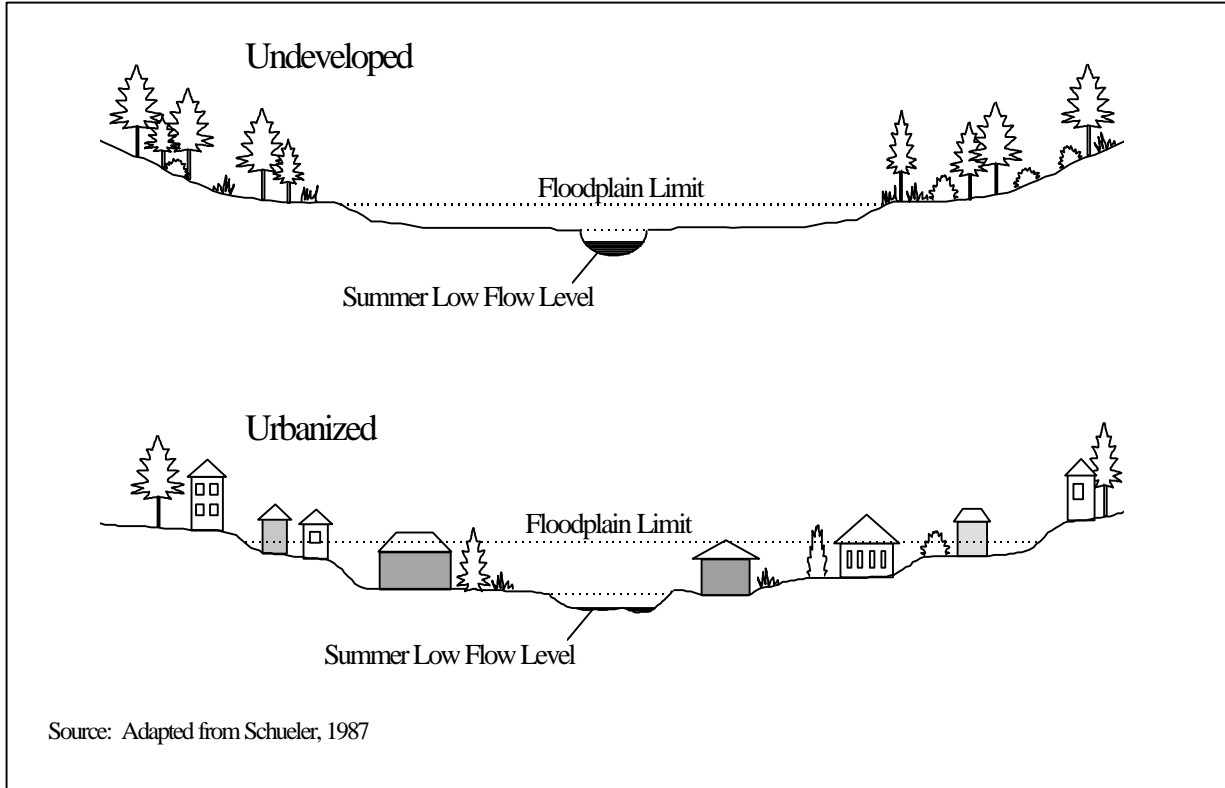 Undeveloped
Floodplain Limit
Summer Low Flow Level
Urbanized
Floodplain Limit
Summer Low Flow Level
Source: Adapted from Schueler, 1987